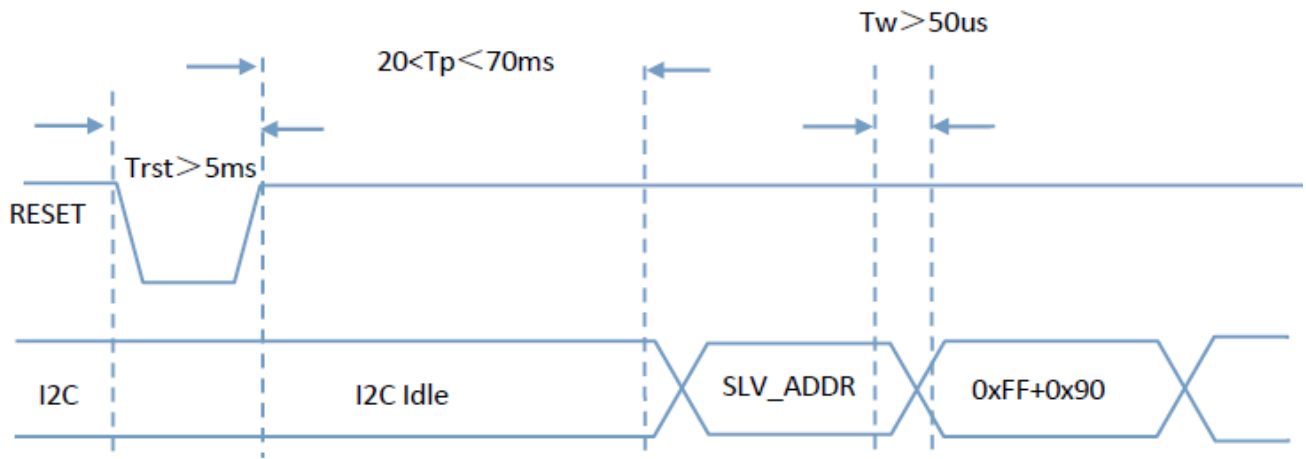 Tw＞50us
20<Tp＜70ms
Trst＞5ms
RESET
I2C
I2C Idle
SLV_ADDR
0xFF+0x90